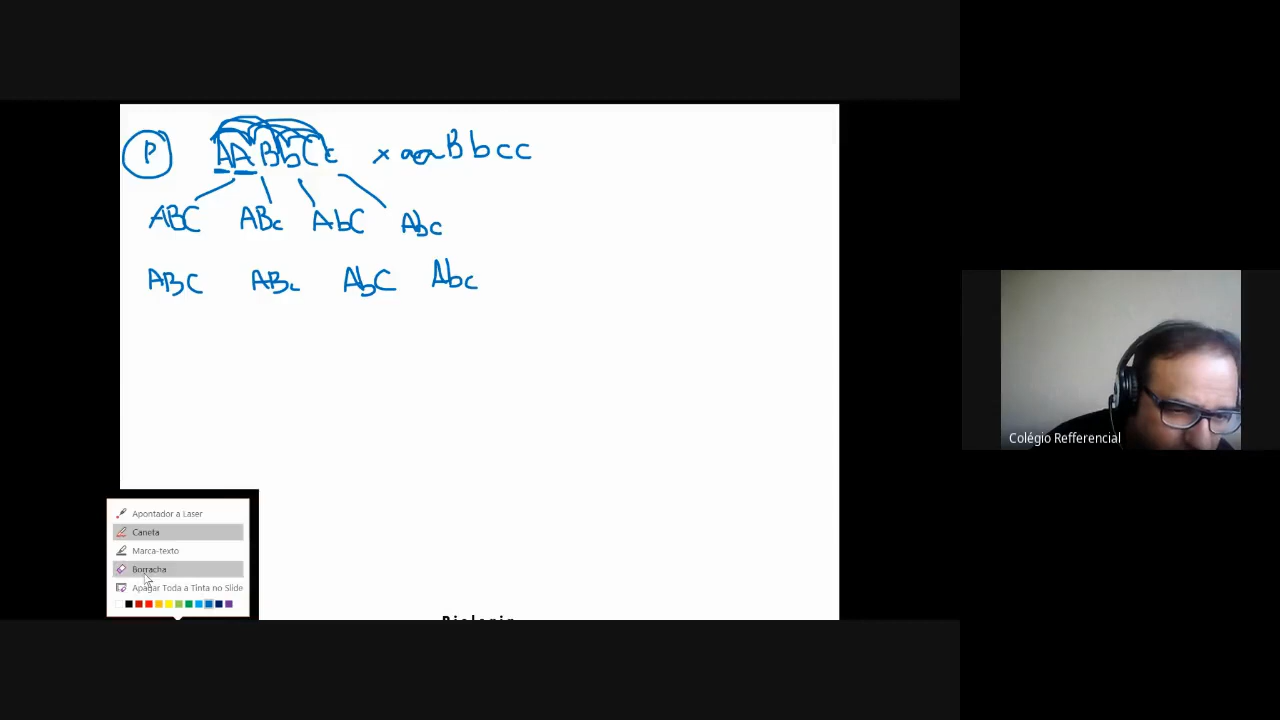 P AABbCc x aaBbcc
ABC ABc AbC Abc
ABC ABc AbC Abc
Colégio Refferencial
Apontador a Laser
Caneta
Marca-texto
Borracha
Apagar Toda a Tinta no Slide
Biologia